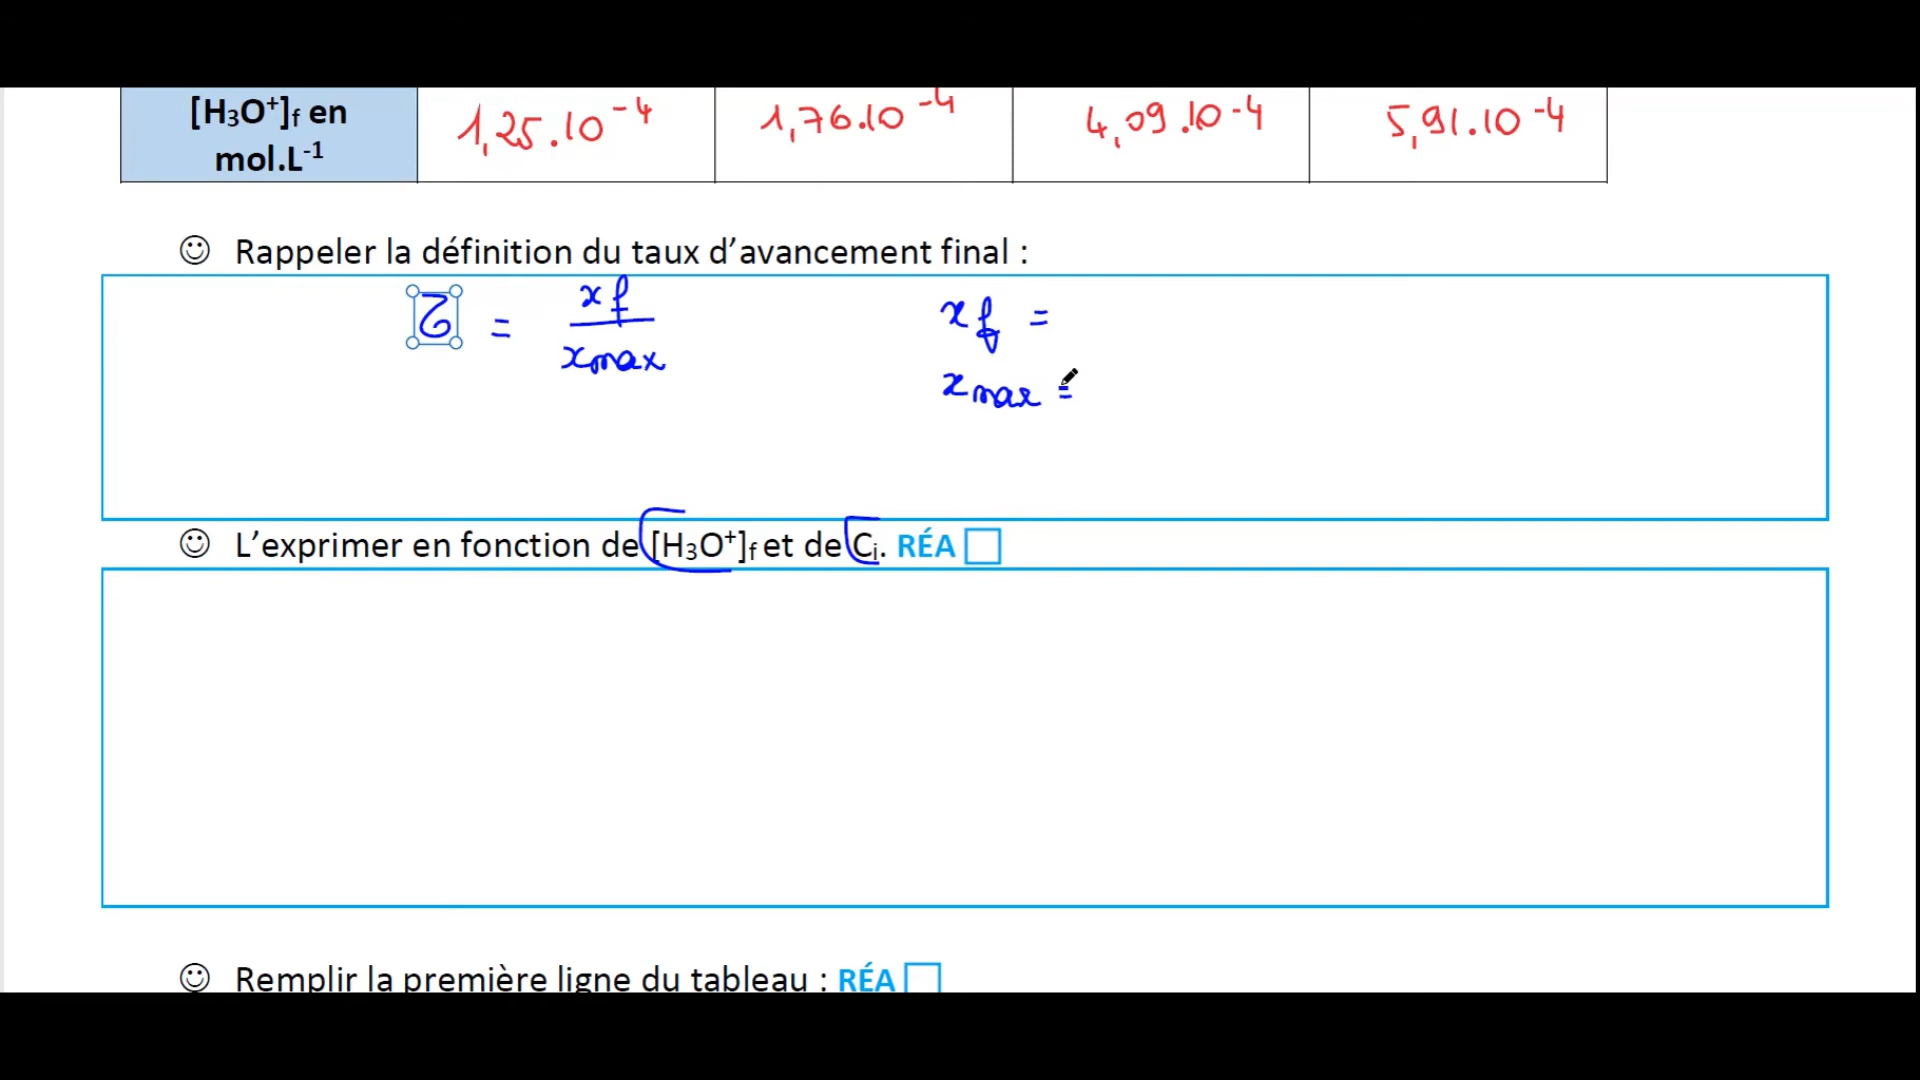 [H₃O⁺]f en mol.L⁻¹
1,25.10⁻⁴
1,76.10⁻⁴
4,09.10⁻⁴
5,91.10⁻⁴
☺ Rappeler la définition du taux d’avancement final :
τ = xf / xmax
xf =
xmax =
☺ L’exprimer en fonction de [H₃O⁺]f et de Ci. RÉA □
☺ Remplir la première ligne du tableau : RÉA □